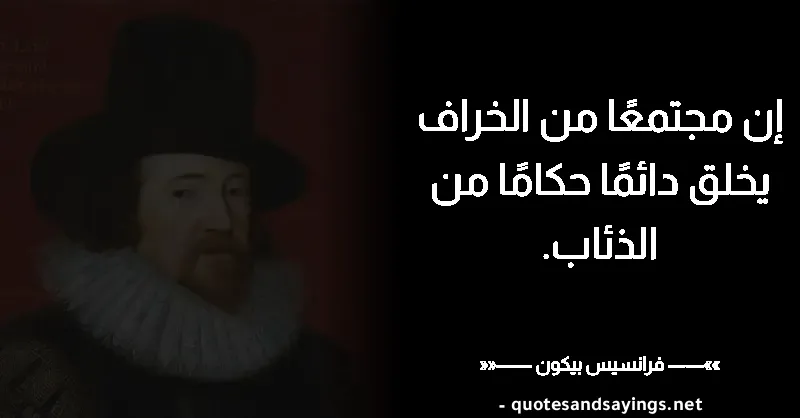 إن مجتمعًا من الخراف
يخلق دائمًا حكامًا من
الذئاب.
»»—— فرانسيس بيكون ——««
- quotesandsayings.net